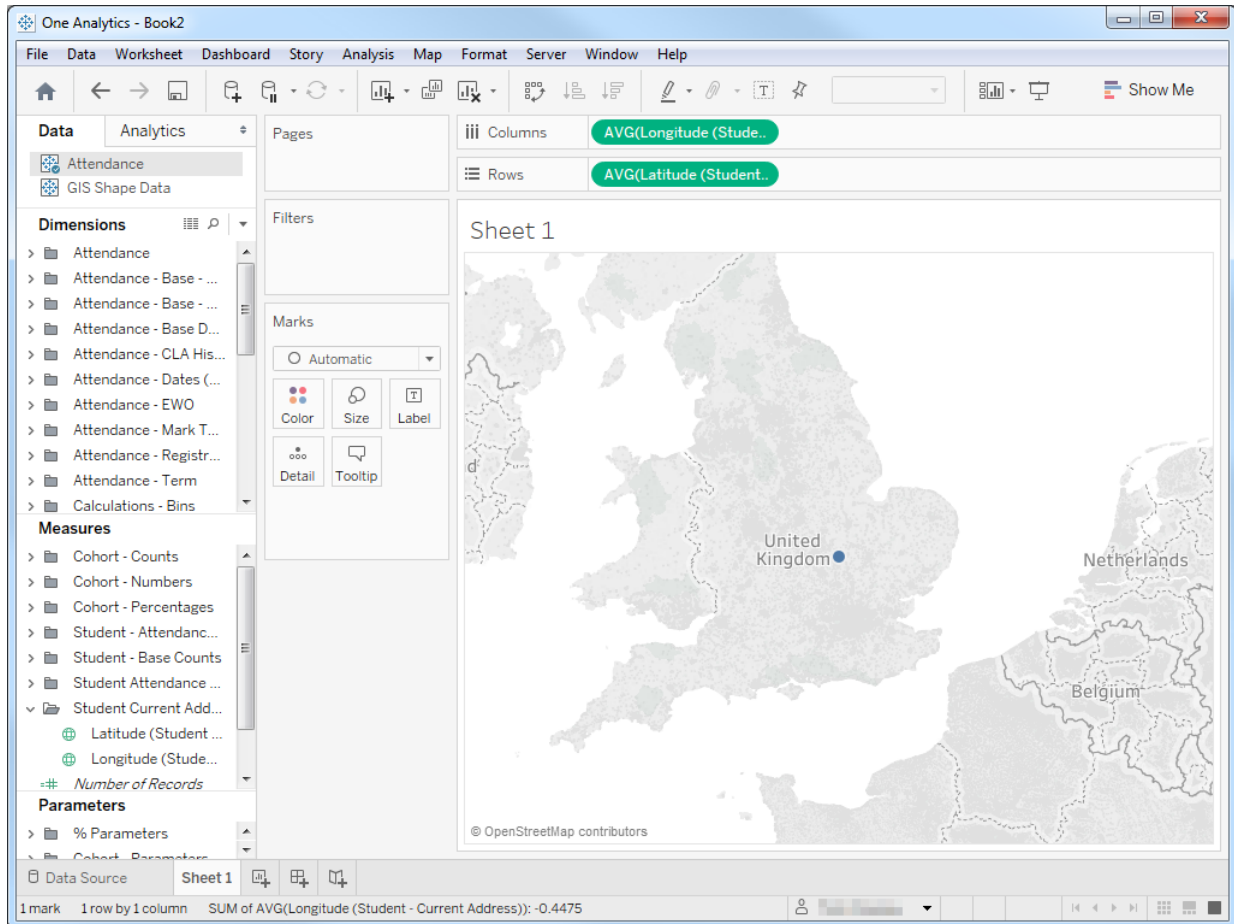 One Analytics - Book2
File Data Worksheet Dashboard Story Analysis Map Format Server Window Help
Show Me
Data Analytics
Attendance
GIS Shape Data
Dimensions
Attendance
Attendance - Base - ...
Attendance - Base - ...
Attendance - Base D...
Attendance - CLA His...
Attendance - Dates (...
Attendance - EWO
Attendance - Mark T...
Attendance - Registr...
Attendance - Term
Calculations - Bins
Measures
Cohort - Counts
Cohort - Numbers
Cohort - Percentages
Student - Attendanc...
Student - Base Counts
Student Attendance ...
Student Current Add...
Latitude (Student ...
Longitude (Stude...
=# Number of Records
Parameters
% Parameters
Cohort - Parameters
Pages
Filters
Marks
Automatic
Color Size Label
Detail Tooltip
Columns AVG(Longitude (Stude..
Rows AVG(Latitude (Student..
Sheet 1
d
United
Kingdom
Netherlands
Belgium
© OpenStreetMap contributors
Data Source Sheet 1
1 mark 1 row by 1 column SUM of AVG(Longitude (Student - Current Address)): -0.4475